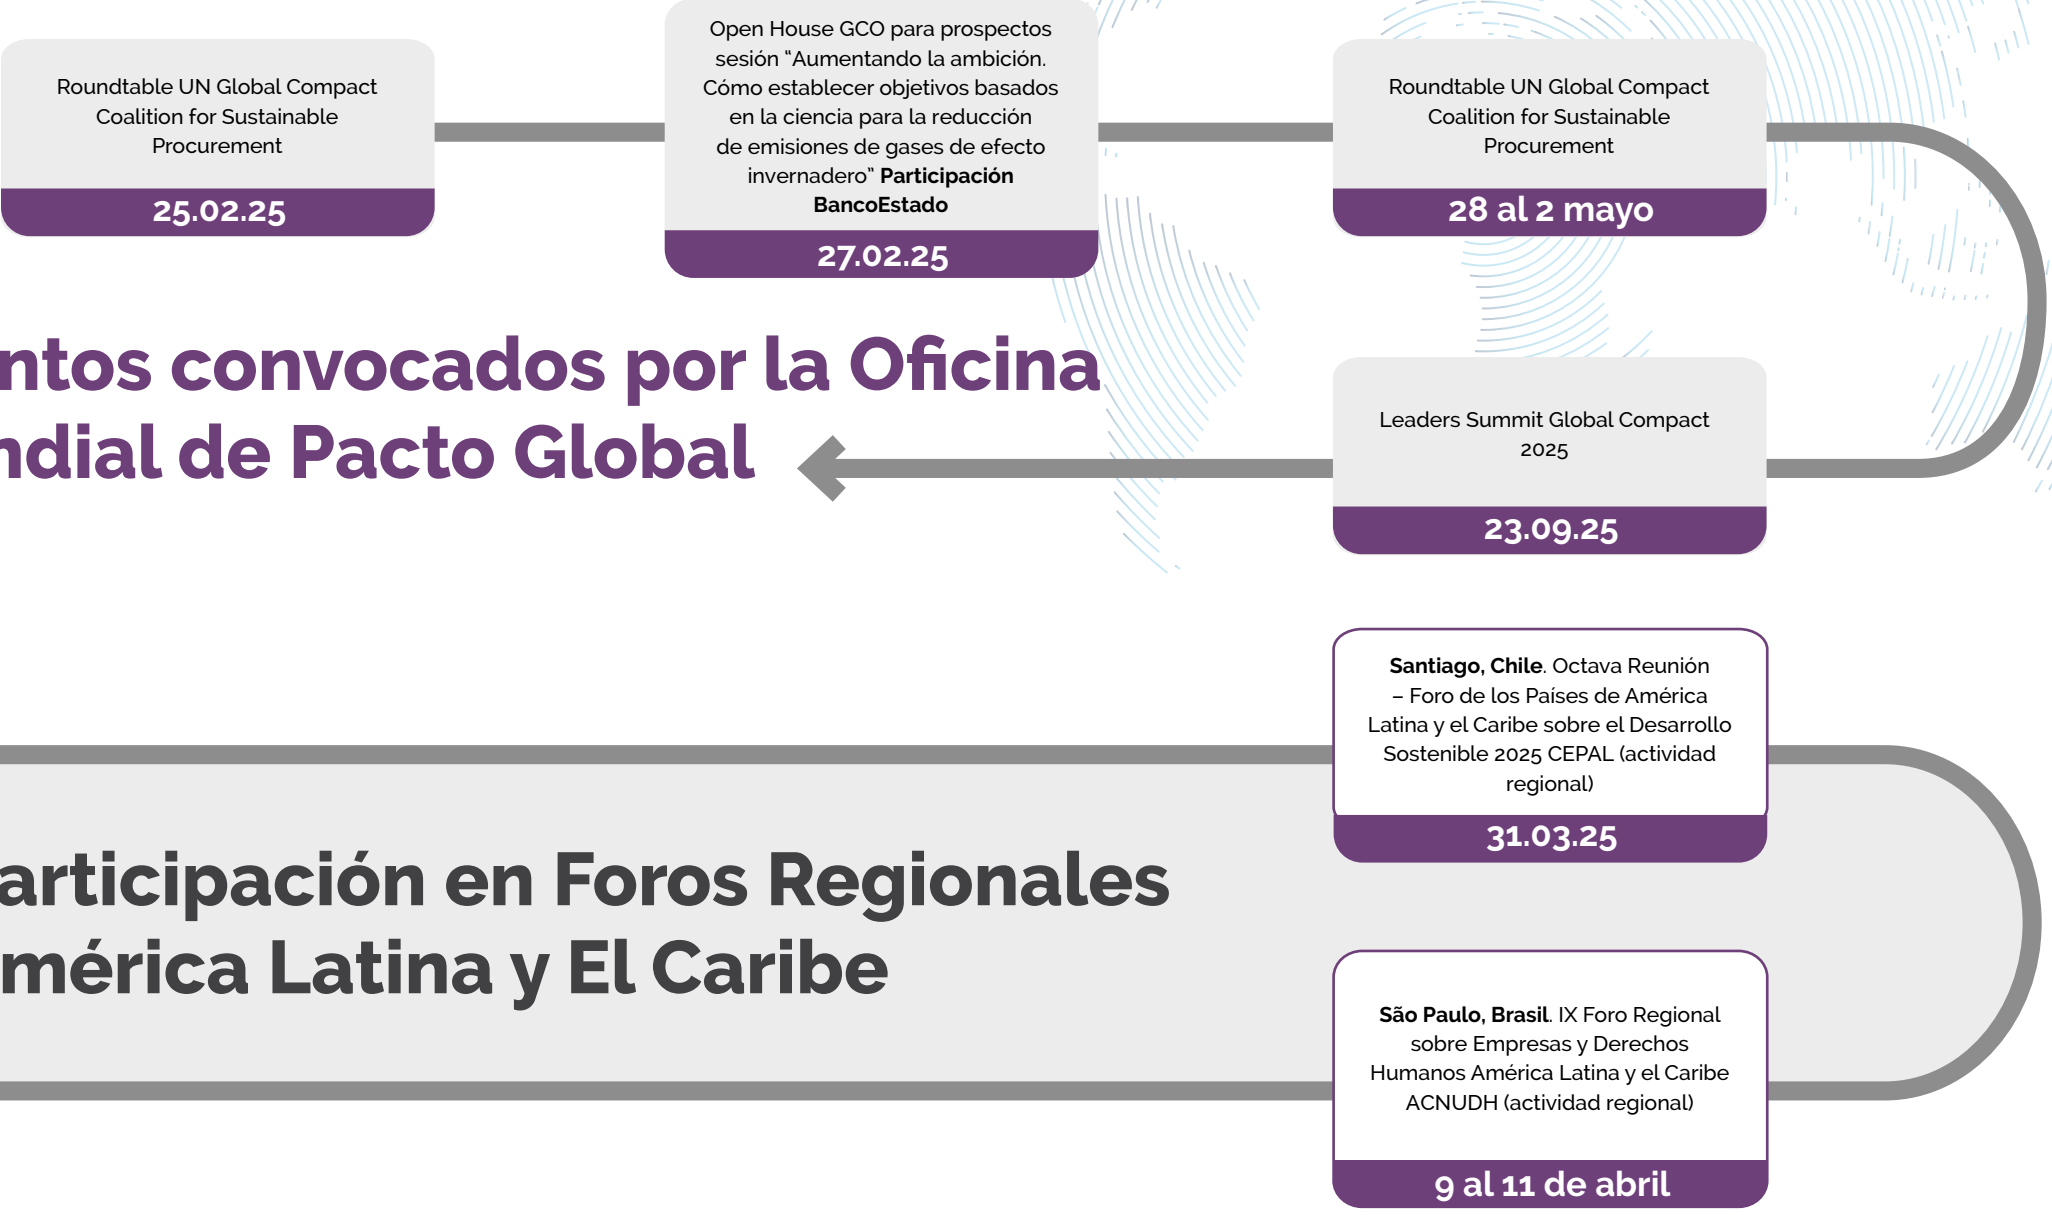 Roundtable UN Global Compact
Coalition for Sustainable
Procurement
25.02.25
Open House GCO para prospectos
sesión “Aumentando la ambición.
Cómo establecer objetivos basados
en la ciencia para la reducción
de emisiones de gases de efecto
invernadero” Participación
BancoEstado
27.02.25
Roundtable UN Global Compact
Coalition for Sustainable
Procurement
28 al 2 mayo
ntos convocados por la Oficina
ndial de Pacto Global
Leaders Summit Global Compact
2025
23.09.25
Santiago, Chile. Octava Reunión
– Foro de los Países de América
Latina y el Caribe sobre el Desarrollo
Sostenible 2025 CEPAL (actividad
regional)
31.03.25
articipación en Foros Regionales
mérica Latina y El Caribe
São Paulo, Brasil. IX Foro Regional
sobre Empresas y Derechos
Humanos América Latina y el Caribe
ACNUDH (actividad regional)
9 al 11 de abril